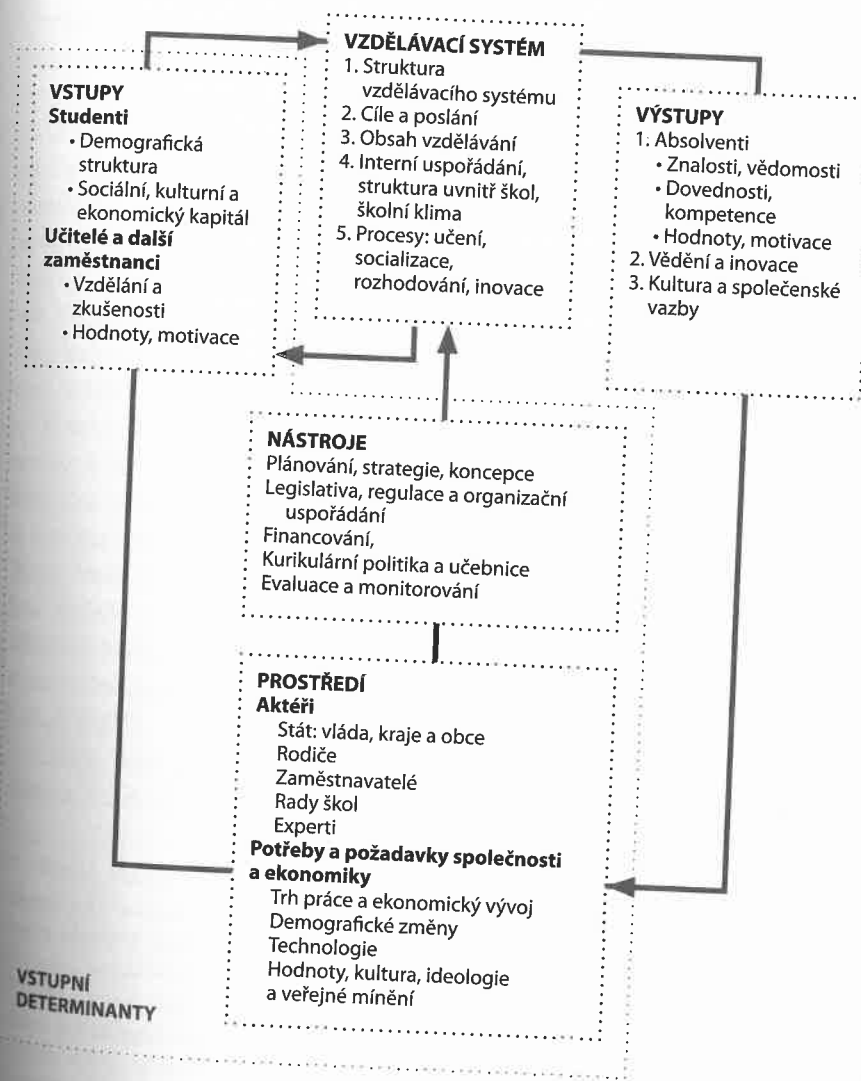 VZDĚLÁVACÍ SYSTÉM
1. Struktura
vzdělávacího systému
2. Cíle a poslání
3. Obsah vzdělávání
4. Interní uspořádání,
struktura uvnitř škol,
školní klima
5. Procesy: učení,
socializace,
rozhodování, inovace
VSTUPY
Studenti
• Demografická
struktura
• Sociální, kulturní a
ekonomický kapitál
Učitelé a další
zaměstnanci
• Vzdělání a
zkušenosti
• Hodnoty, motivace
VÝSTUPY
1. Absolventi
• Znalosti, vědomosti
• Dovednosti,
kompetence
• Hodnoty, motivace
2. Vědění a inovace
3. Kultura a společenské
vazby
NÁSTROJE
Plánování, strategie, koncepce
Legislativa, regulace a organizační
uspořádání
Financování,
Kurikulární politika a učebnice
Evaluace a monitorování
PROSTŘEDÍ
Aktéři
Stát: vláda, kraje a obce
Rodiče
Zaměstnavatelé
Rady škol
Experti
Potřeby a požadavky společnosti
a ekonomiky
Trh práce a ekonomický vývoj
Demografické změny
Technologie
Hodnoty, kultura, ideologie
a veřejné mínění
VSTUPNÍ
DETERMINANTY